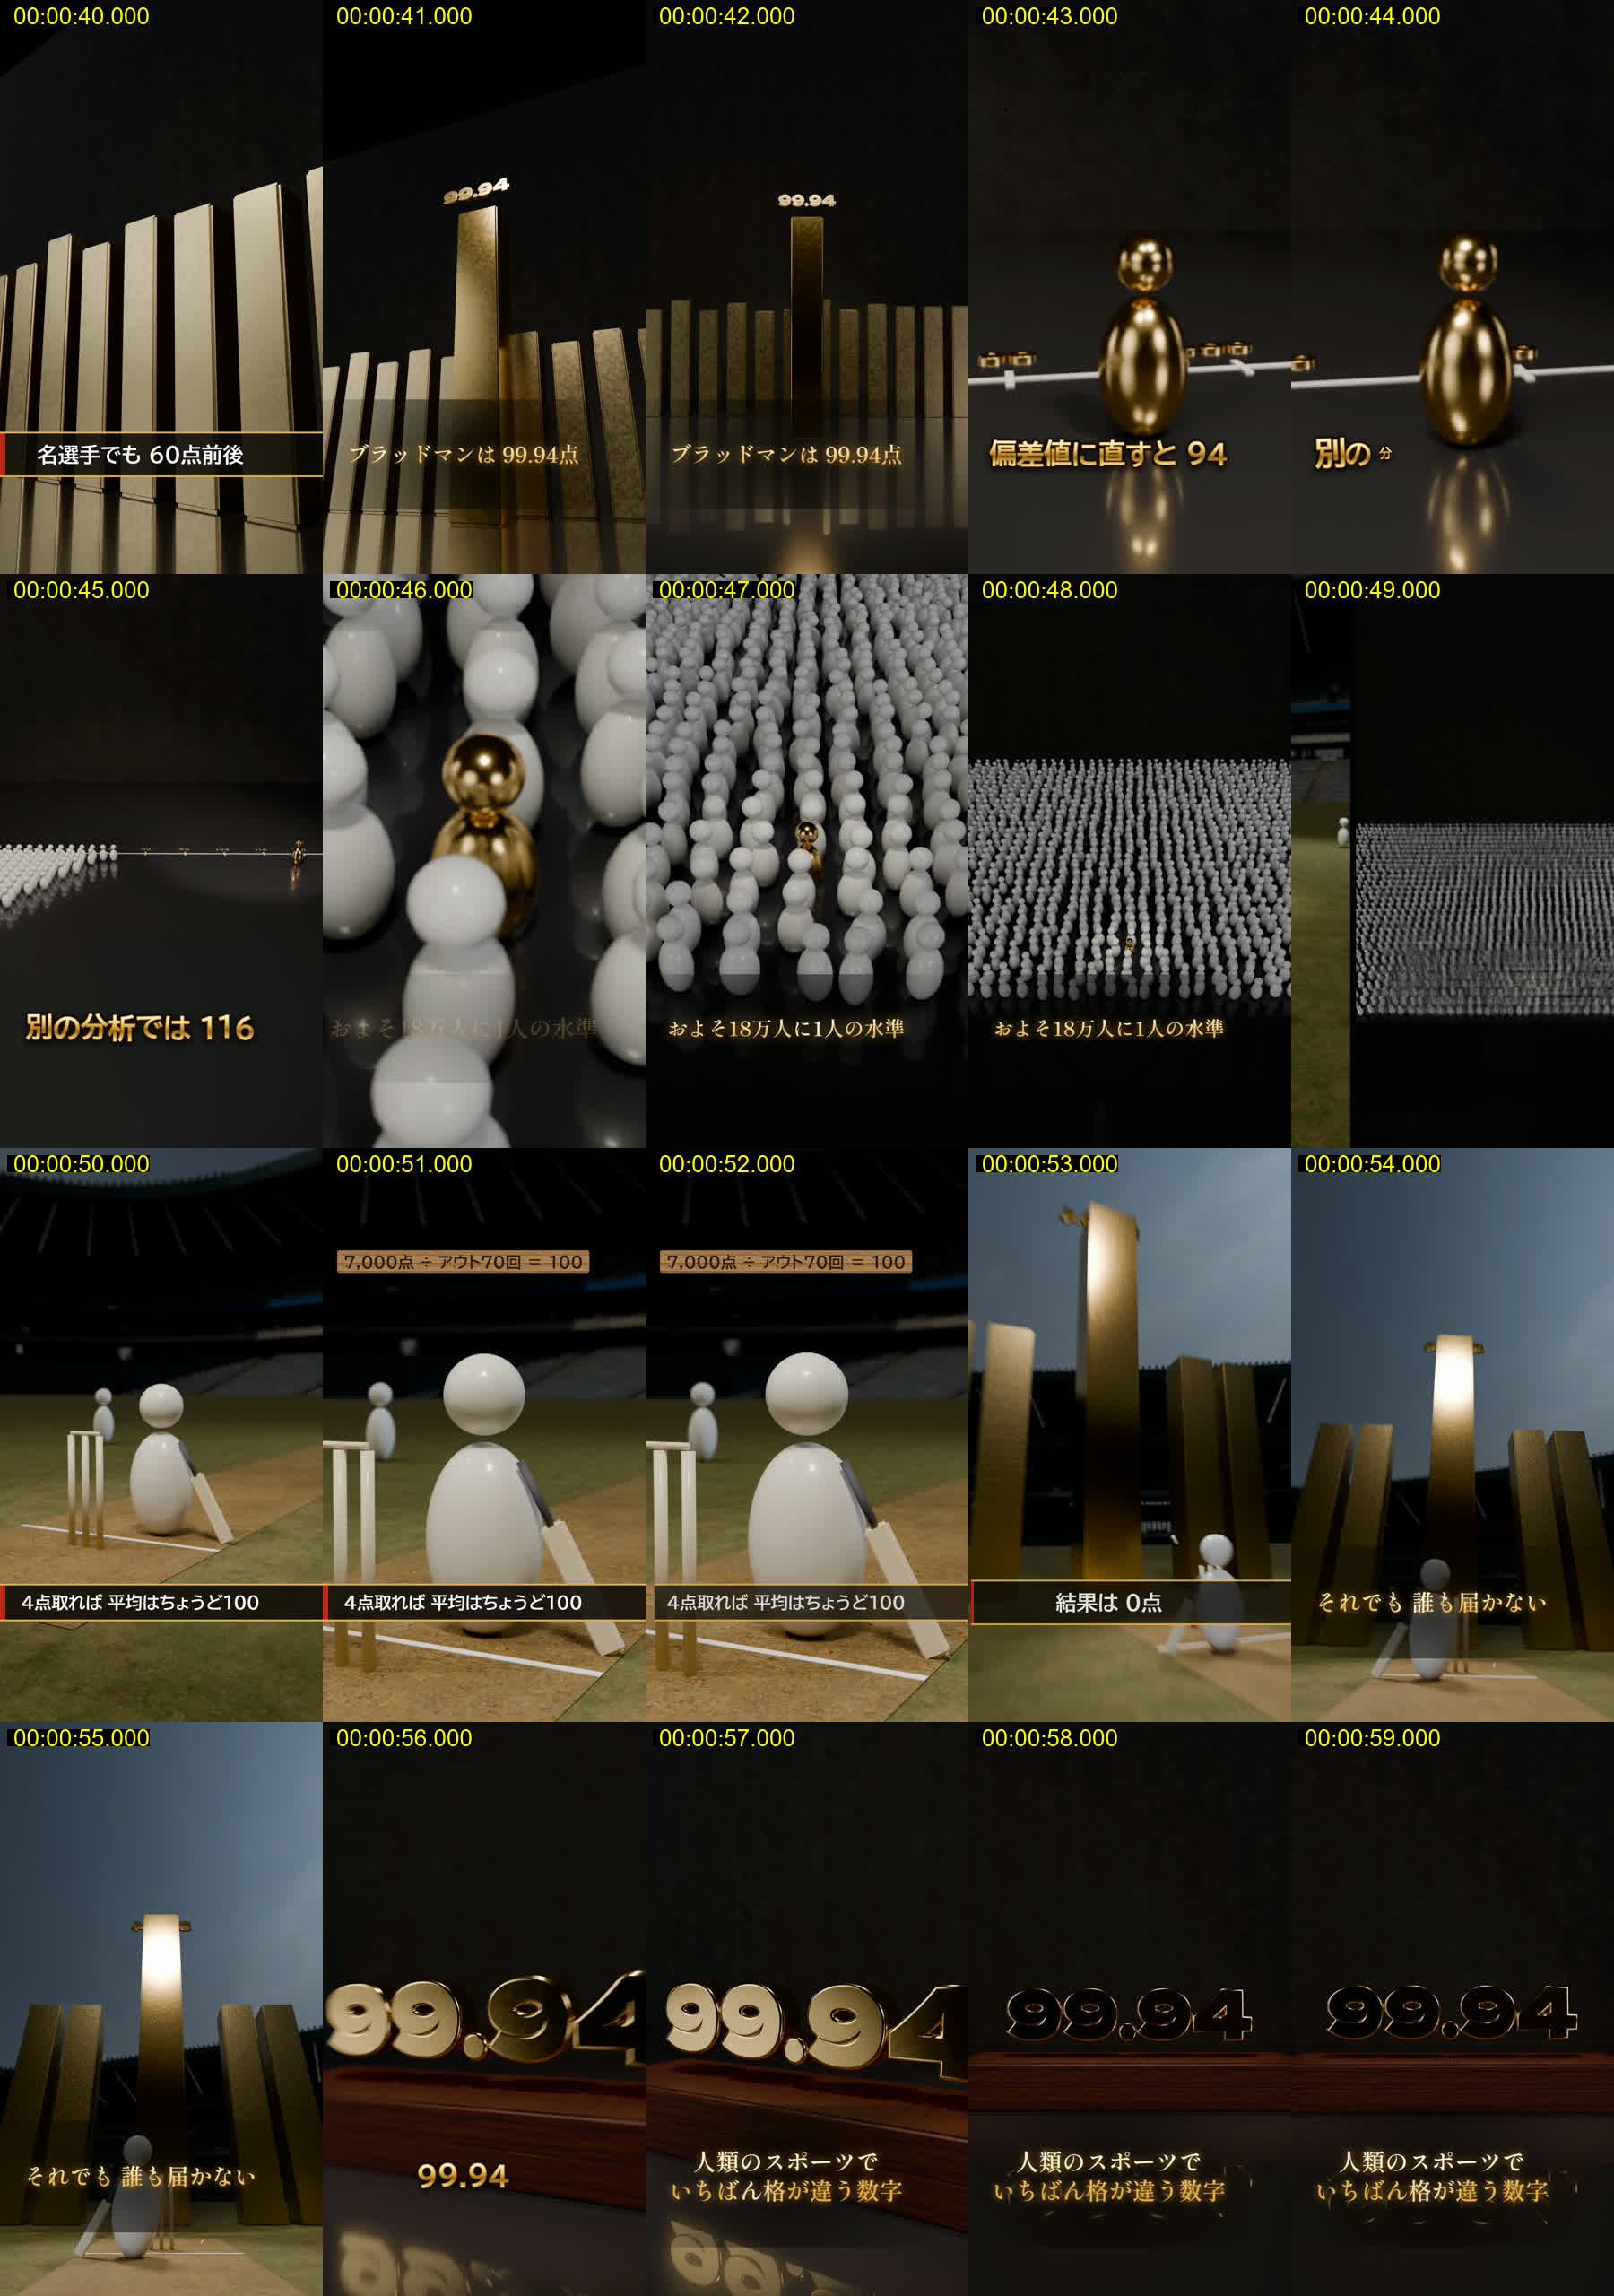 00:00:40.000
名選手でも 60点前後
00:00:41.000
99.94
ブラッドマンは 99.94点
00:00:42.000
99.94
ブラッドマンは 99.94点
00:00:43.000
偏差値に直すと 94
00:00:44.000
別の 分
00:00:45.000
別の分析では 116
00:00:46.000
およそ18万人に1人の水準
00:00:47.000
およそ18万人に1人の水準
00:00:48.000
およそ18万人に1人の水準
00:00:49.000
00:00:50.000
4点取れば 平均はちょうど100
00:00:51.000
7,000点 ÷ アウト70回 = 100
4点取れば 平均はちょうど100
00:00:52.000
7,000点 ÷ アウト70回 = 100
4点取れば 平均はちょうど100
00:00:53.000
結果は 0点
00:00:54.000
それでも 誰も届かない
00:00:55.000
それでも 誰も届かない
00:00:56.000
99.94
99.94
00:00:57.000
99.94
人類のスポーツで
いちばん格が違う数字
00:00:58.000
99.94
人類のスポーツで
いちばん格が違う数字
00:00:59.000
99.94
人類のスポーツで
いちばん格が違う数字